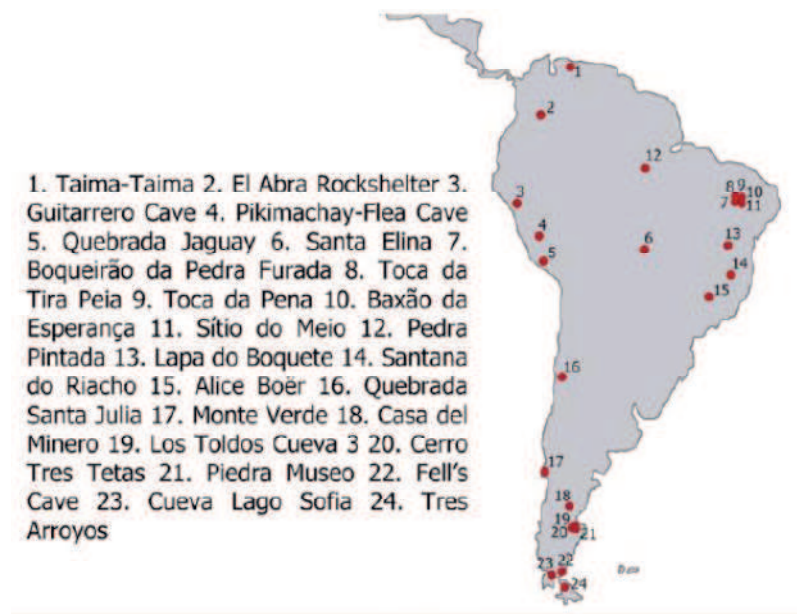 1. Taima-Taima 2. El Abra Rockshelter 3.
Guitarrero Cave 4. Pikimachay-Flea Cave
5. Quebrada Jaguay 6. Santa Elina 7.
Boqueirão da Pedra Furada 8. Toca da
Tira Peia 9. Toca da Pena 10. Baxão da
Esperança 11. Sítio do Meio 12. Pedra
Pintada 13. Lapa do Boquete 14. Santana
do Riacho 15. Alice Boër 16. Quebrada
Santa Julia 17. Monte Verde 18. Casa del
Minero 19. Los Toldos Cueva 3 20. Cerro
Tres Tetas 21. Piedra Museo 22. Fell's
Cave 23. Cueva Lago Sofia 24. Tres
Arroyos
1
2
12
3
8 9
10
7 11
4
6
13
5
14
15
16
17
18
19
20 21
23 22
24